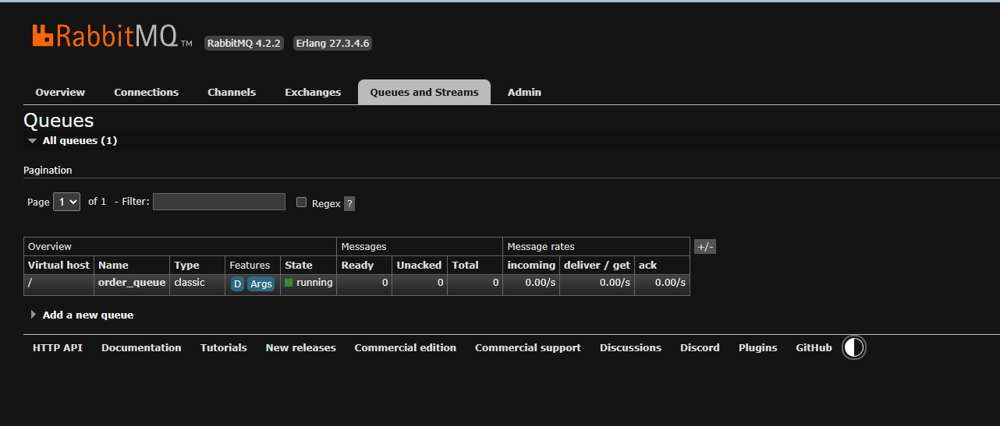 RabbitMQ TM RabbitMQ 4.2.2 Erlang 27.3.4.6
Overview Connections Channels Exchanges Queues and Streams Admin
Queues
All queues (1)
Pagination
Page 1 of 1 - Filter: Regex ?
Overview Messages Message rates +/-
Virtual host Name Type Features State Ready Unacked Total incoming deliver / get ack
/ order_queue classic D Args running 0 0 0 0.00/s 0.00/s 0.00/s
Add a new queue
HTTP API Documentation Tutorials New releases Commercial edition Commercial support Discussions Discord Plugins GitHub